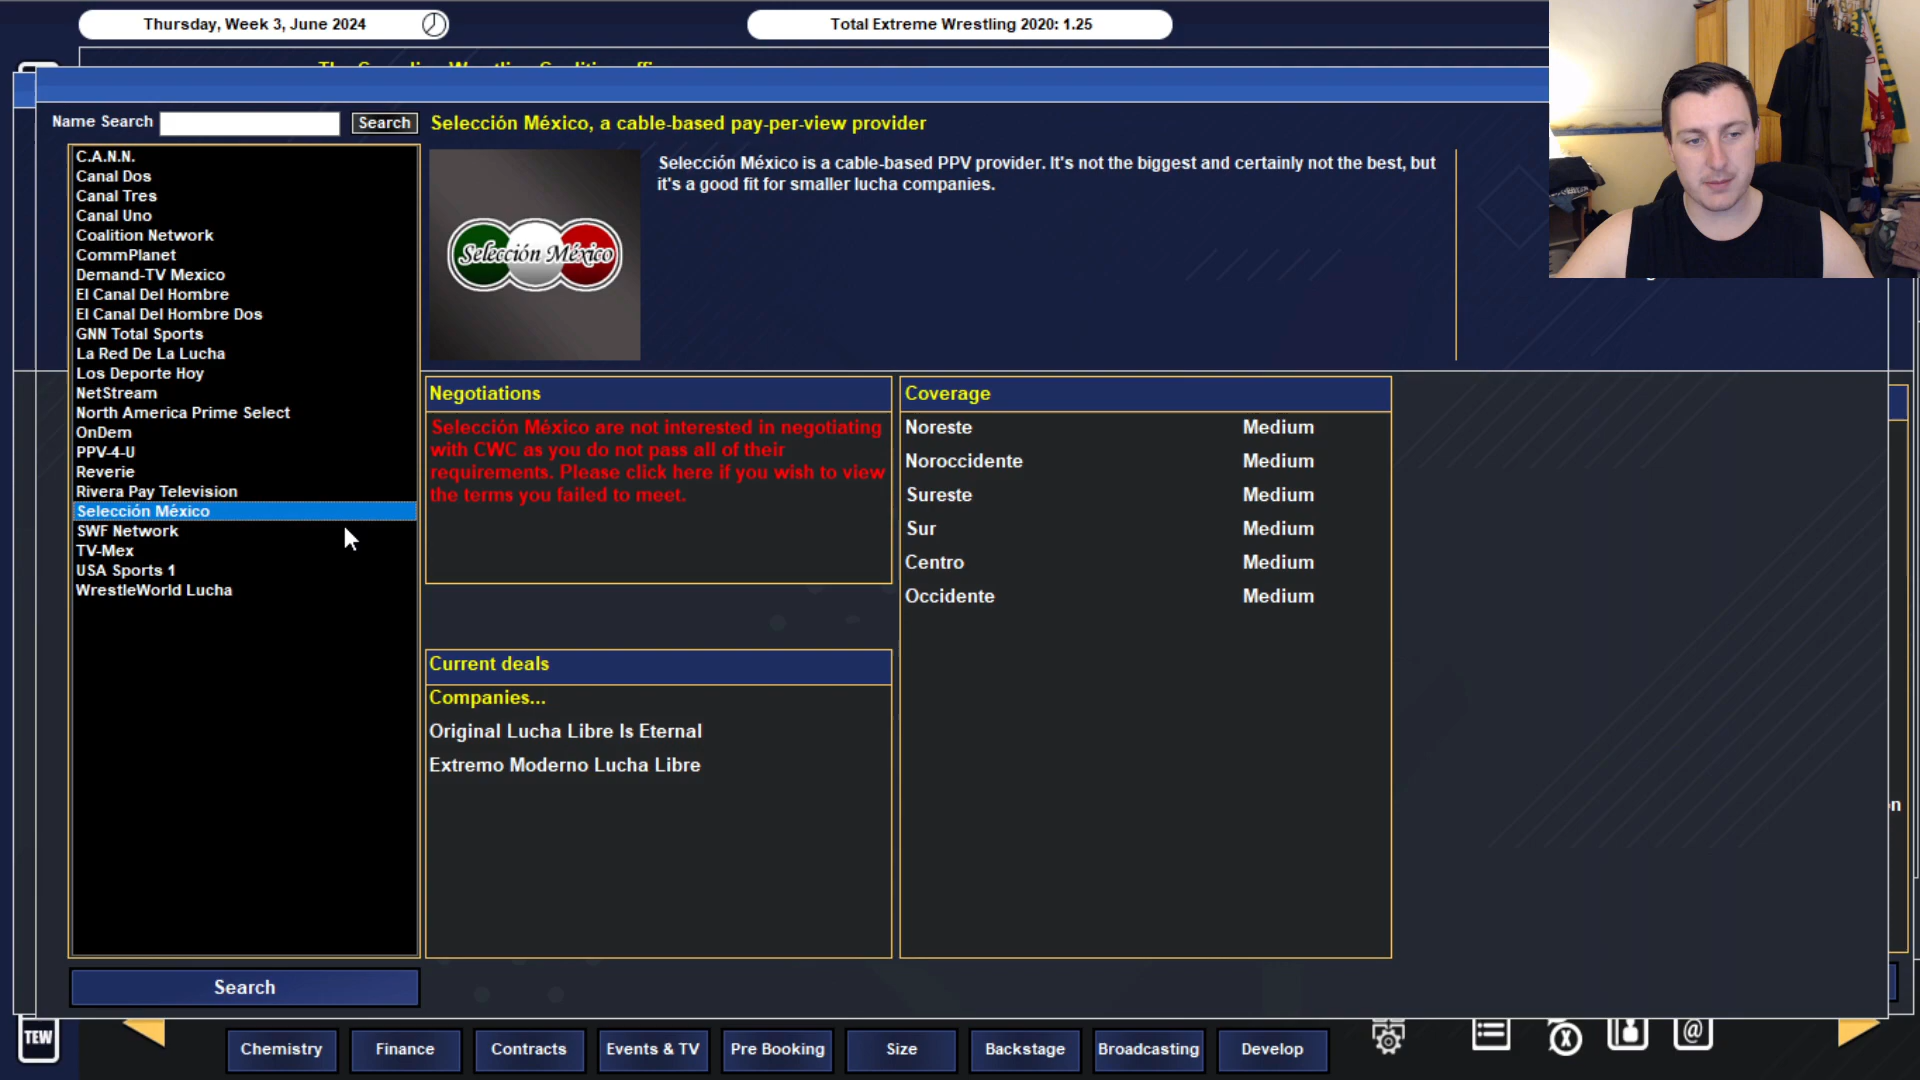 Thursday, Week 3, June 2024
Total Extreme Wrestling 2020: 1.25
Name Search
Search
Selección México, a cable-based pay-per-view provider
C.A.N.N.
Canal Dos
Canal Tres
Canal Uno
Coalition Network
CommPlanet
Demand-TV Mexico
El Canal Del Hombre
El Canal Del Hombre Dos
GNN Total Sports
La Red De La Lucha
Los Deporte Hoy
NetStream
North America Prime Select
OnDem
PPV-4-U
Reverie
Rivera Pay Television
Selección México
SWF Network
TV-Mex
USA Sports 1
WrestleWorld Lucha
Search
Selección México
Selección México is a cable-based PPV provider. It's not the biggest and certainly not the best, but
it's a good fit for smaller lucha companies.
Negotiations
Selección México are not interested in negotiating
with CWC as you do not pass all of their
requirements. Please click here if you wish to view
the terms you failed to meet.
Current deals
Companies...
Original Lucha Libre Is Eternal
Extremo Moderno Lucha Libre
Coverage
Noreste Medium
Noroccidente Medium
Sureste Medium
Sur Medium
Centro Medium
Occidente Medium
TEW
Chemistry
Finance
Contracts
Events & TV
Pre Booking
Size
Backstage
Broadcasting
Develop